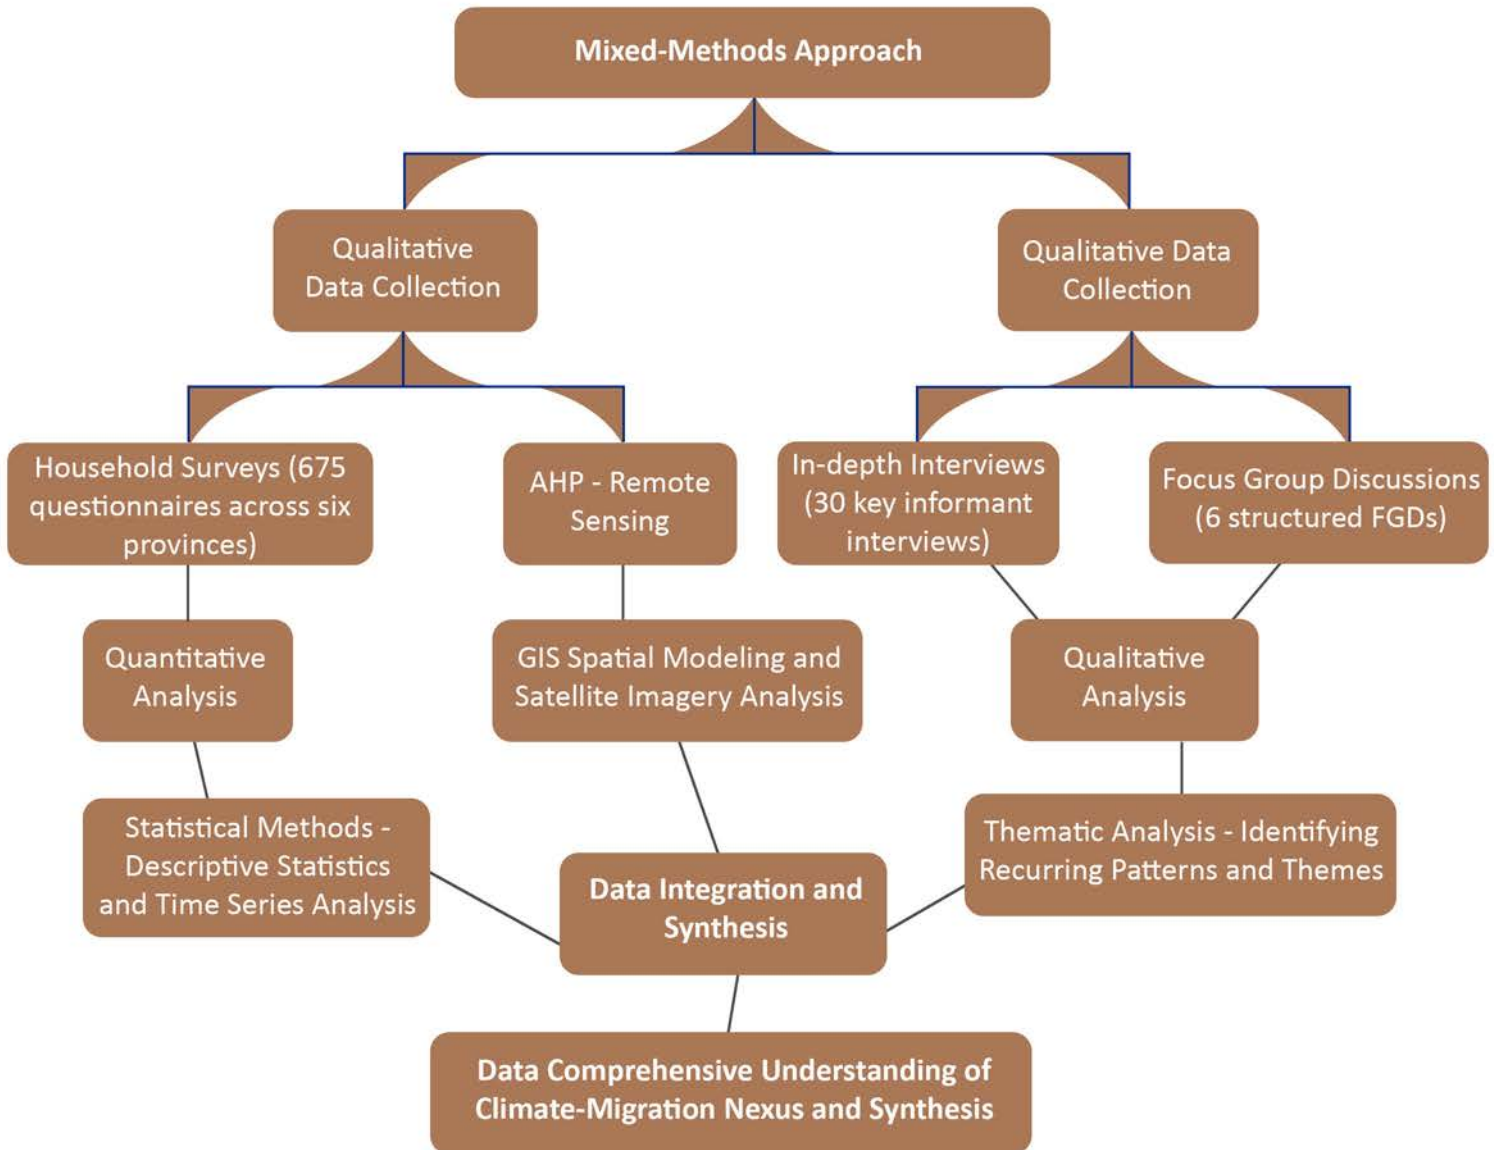 Mixed-Methods Approach
Qualitative
Data Collection
Qualitative Data
Collection
Household Surveys (675
questionnaires across six
provinces)
AHP - Remote
Sensing
In-depth Interviews
(30 key informant
interviews)
Focus Group Discussions
(6 structured FGDs)
Quantitative
Analysis
GIS Spatial Modeling and
Satellite Imagery Analysis
Qualitative
Analysis
Statistical Methods -
Descriptive Statistics
and Time Series Analysis
Data Integration and
Synthesis
Thematic Analysis - Identifying
Recurring Patterns and Themes
Data Comprehensive Understanding of
Climate-Migration Nexus and Synthesis